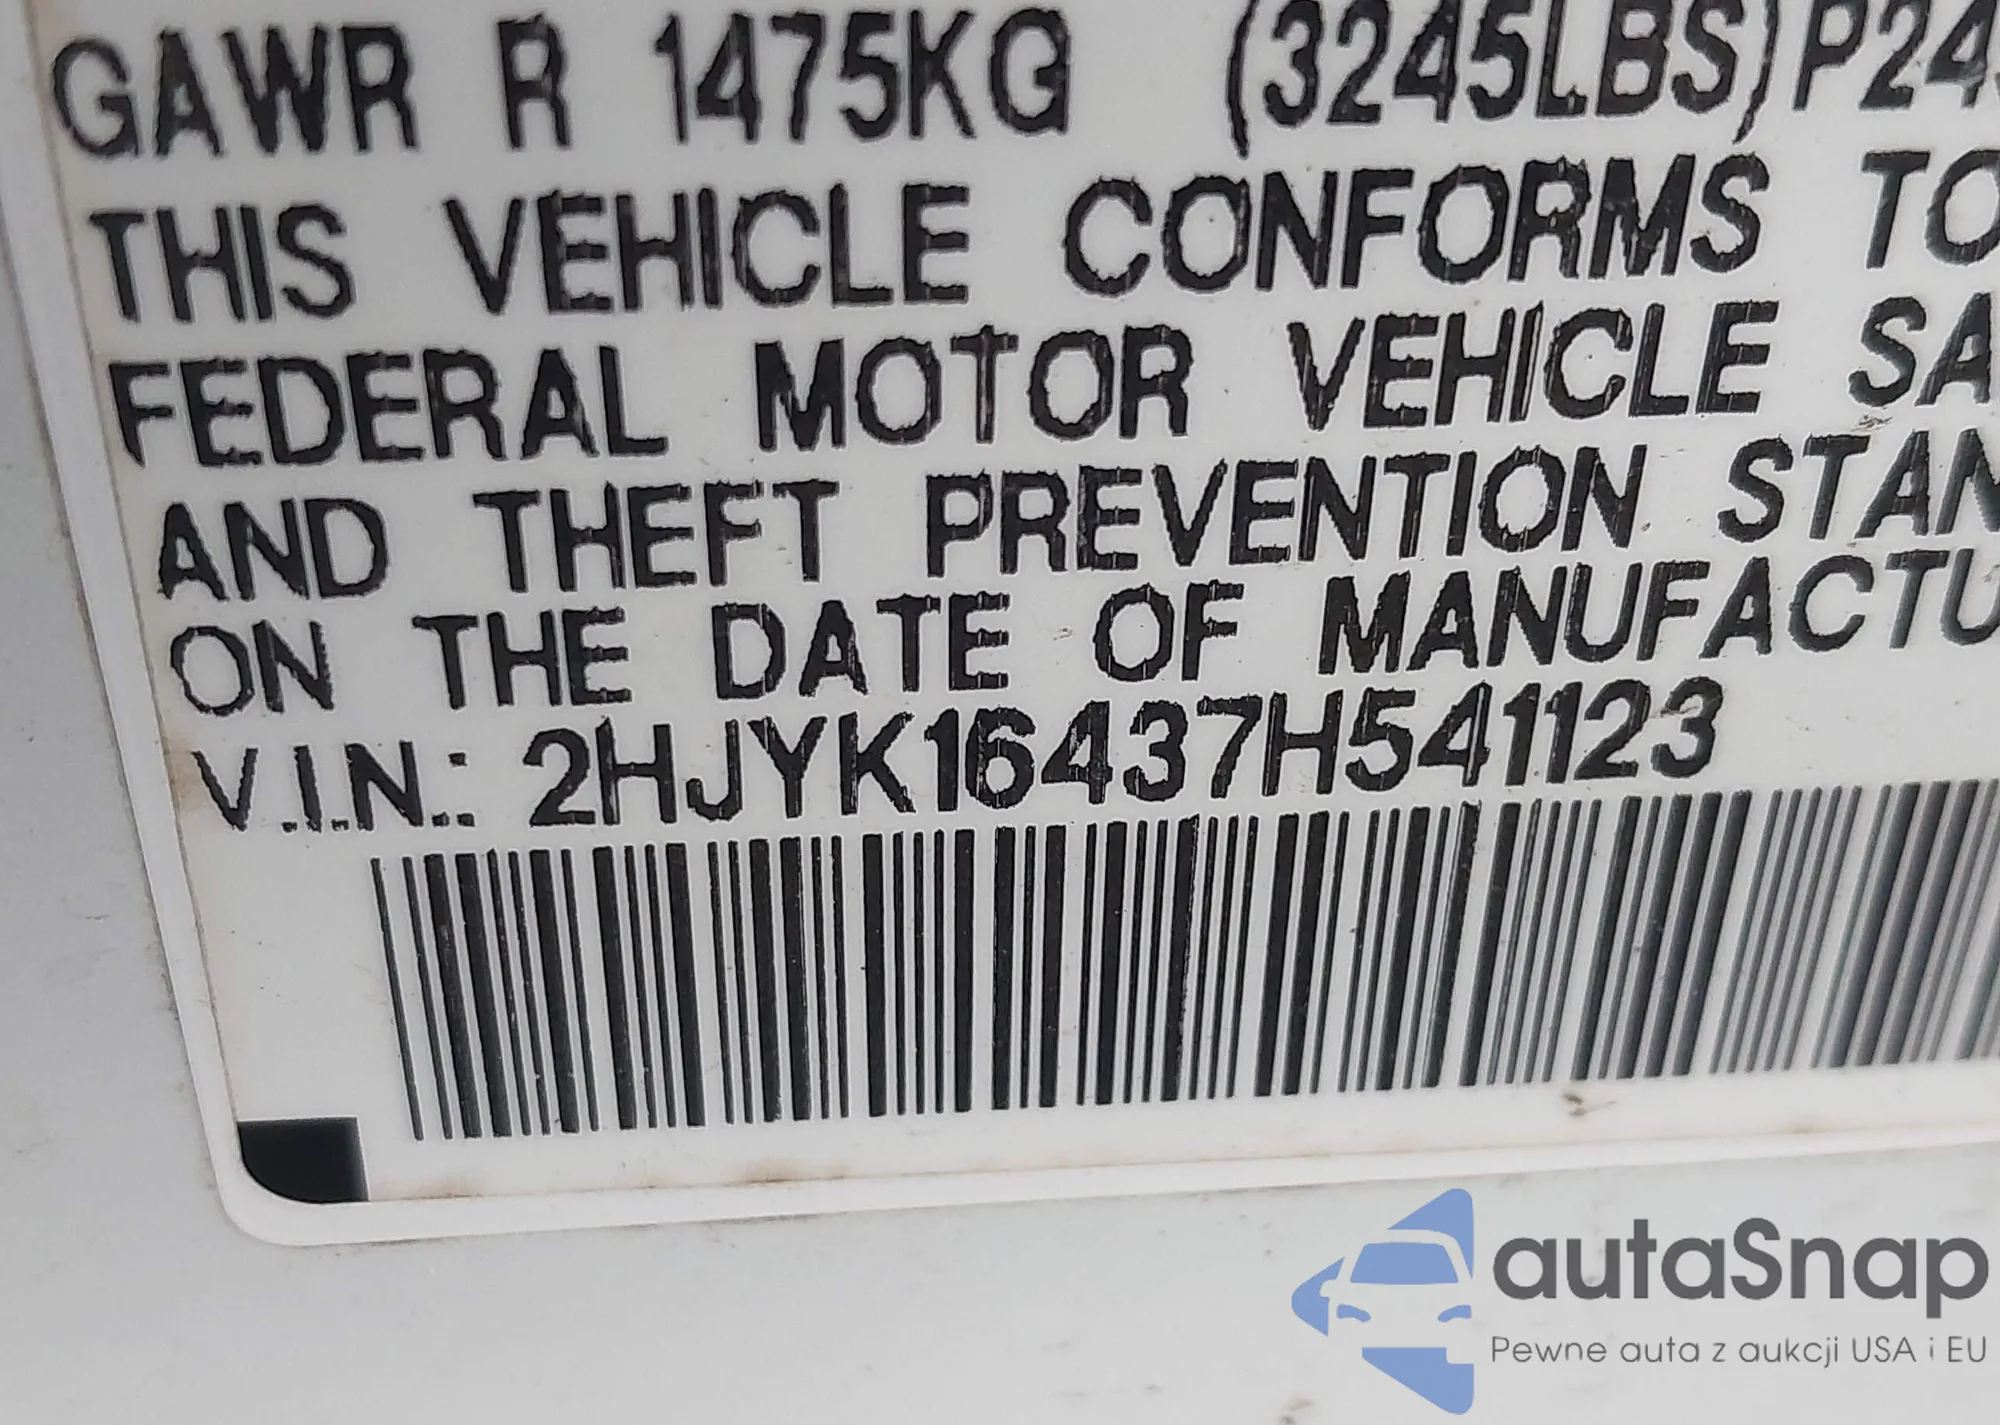 GAWR R 1475KG (3245LBS) P24
THIS VEHICLE CONFORMS TO
FEDERAL MOTOR VEHICLE SA
AND THEFT PREVENTION STAN
ON THE DATE OF MANUFACTU
V.I.N.: 2HJYK16437H541123
autaSnap
Pewne auta z aukcji USA i EU